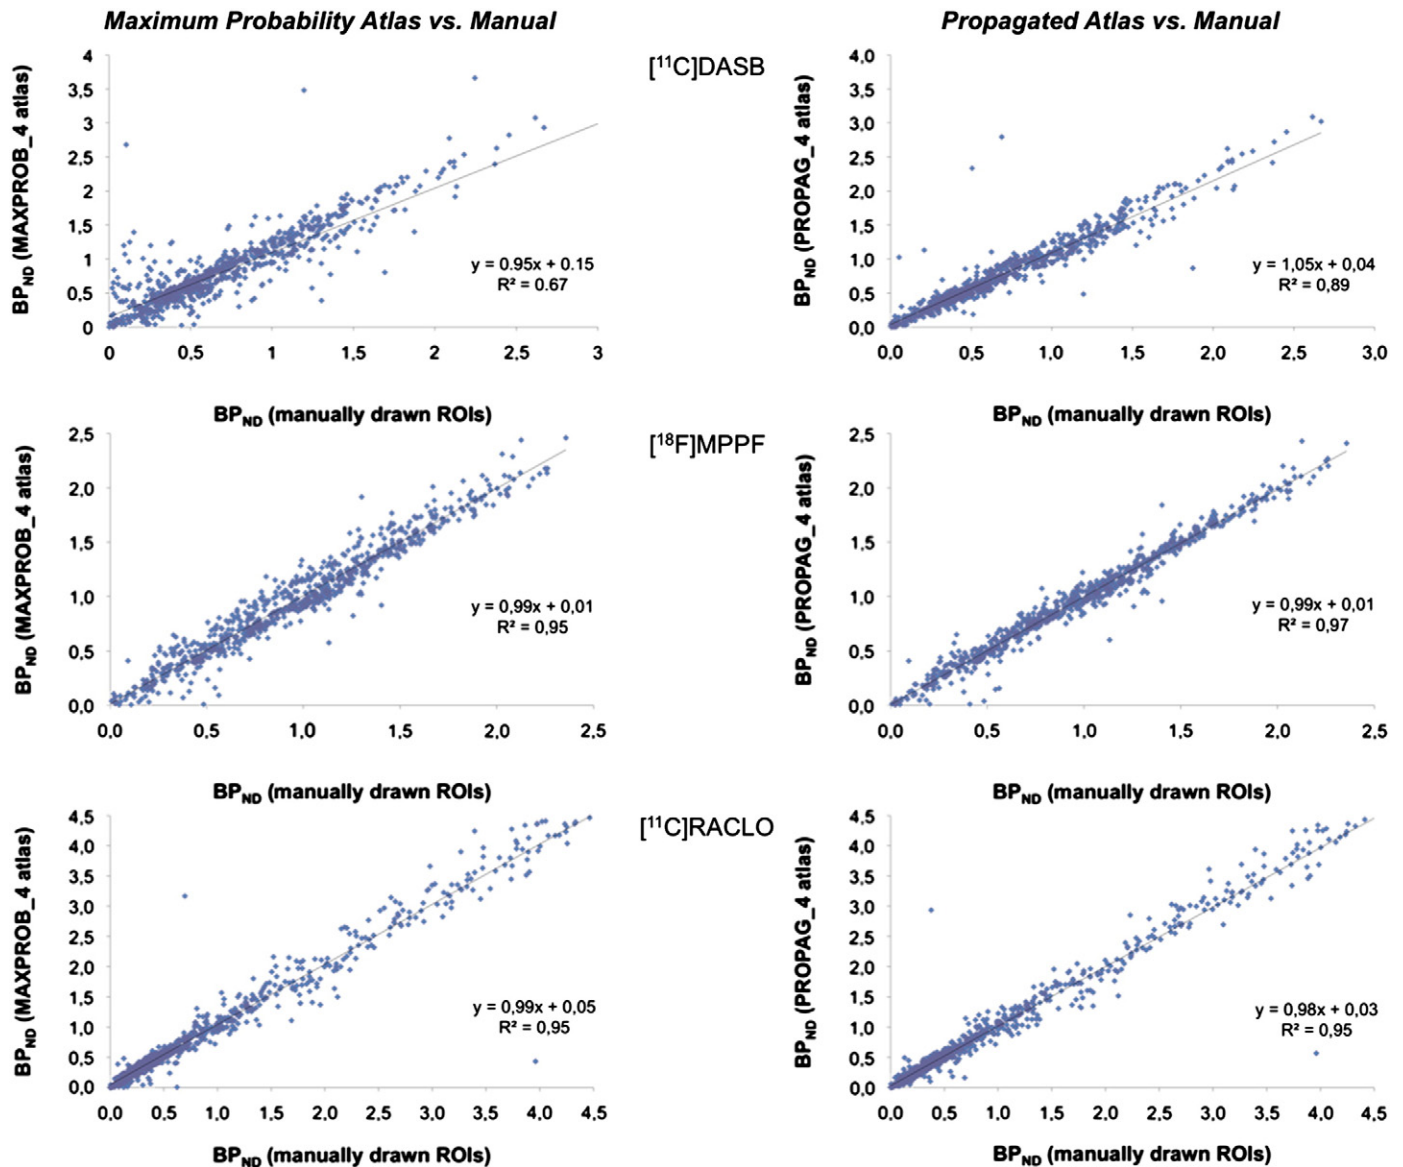 Maximum Probability Atlas vs. Manual
Propagated Atlas vs. Manual
[11C]DASB
BPND (MAXPROB_4 atlas)
4
3,5
3
2,5
2
1,5
1
0,5
0
y = 0.95x + 0.15
R² = 0.67
0 0,5 1 1,5 2 2,5 3
BPND (manually drawn ROIs)
BPND (PROPAG_4 atlas)
4,0
3,5
3,0
2,5
2,0
1,5
1,0
0,5
0,0
y = 1,05x + 0,04
R² = 0,89
0,0 0,5 1,0 1,5 2,0 2,5 3,0
BPND (manually drawn ROIs)
[18F]MPPF
BPND (MAXPROB_4 atlas)
2,5
2,0
1,5
1,0
0,5
0,0
y = 0,99x + 0,01
R² = 0,95
0,0 0,5 1,0 1,5 2,0 2,5
BPND (manually drawn ROIs)
BPND (PROPAG_4 atlas)
2,5
2,0
1,5
1,0
0,5
0,0
y = 0,99x + 0,01
R² = 0,97
0,0 0,5 1,0 1,5 2,0 2,5
BPND (manually drawn ROIs)
[11C]RACLO
BPND (MAXPROB_4 atlas)
4,5
4,0
3,5
3,0
2,5
2,0
1,5
1,0
0,5
0,0
y = 0,99x + 0,05
R² = 0,95
0,0 0,5 1,0 1,5 2,0 2,5 3,0 3,5 4,0 4,5
BPND (manually drawn ROIs)
BPND (PROPAG_4 atlas)
4,5
4,0
3,5
3,0
2,5
2,0
1,5
1,0
0,5
0,0
y = 0,98x + 0,03
R² = 0,95
0,0 0,5 1,0 1,5 2,0 2,5 3,0 3,5 4,0 4,5
BPND (manually drawn ROIs)